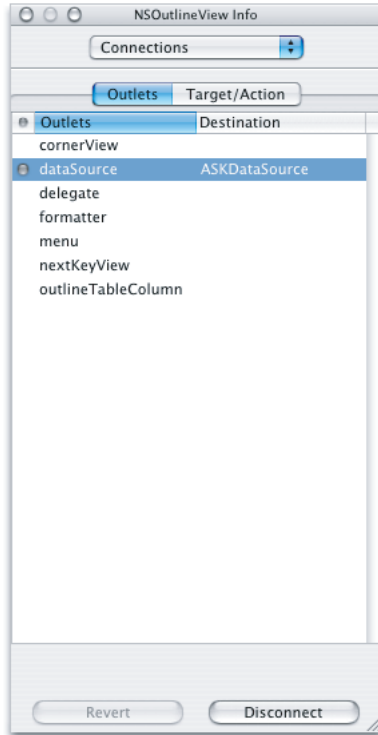 NSOutlineView Info
Connections
Outlets Target/Action
Outlets Destination
cornerView
dataSource ASKDataSource
delegate
formatter
menu
nextKeyView
outlineTableColumn
Revert Disconnect